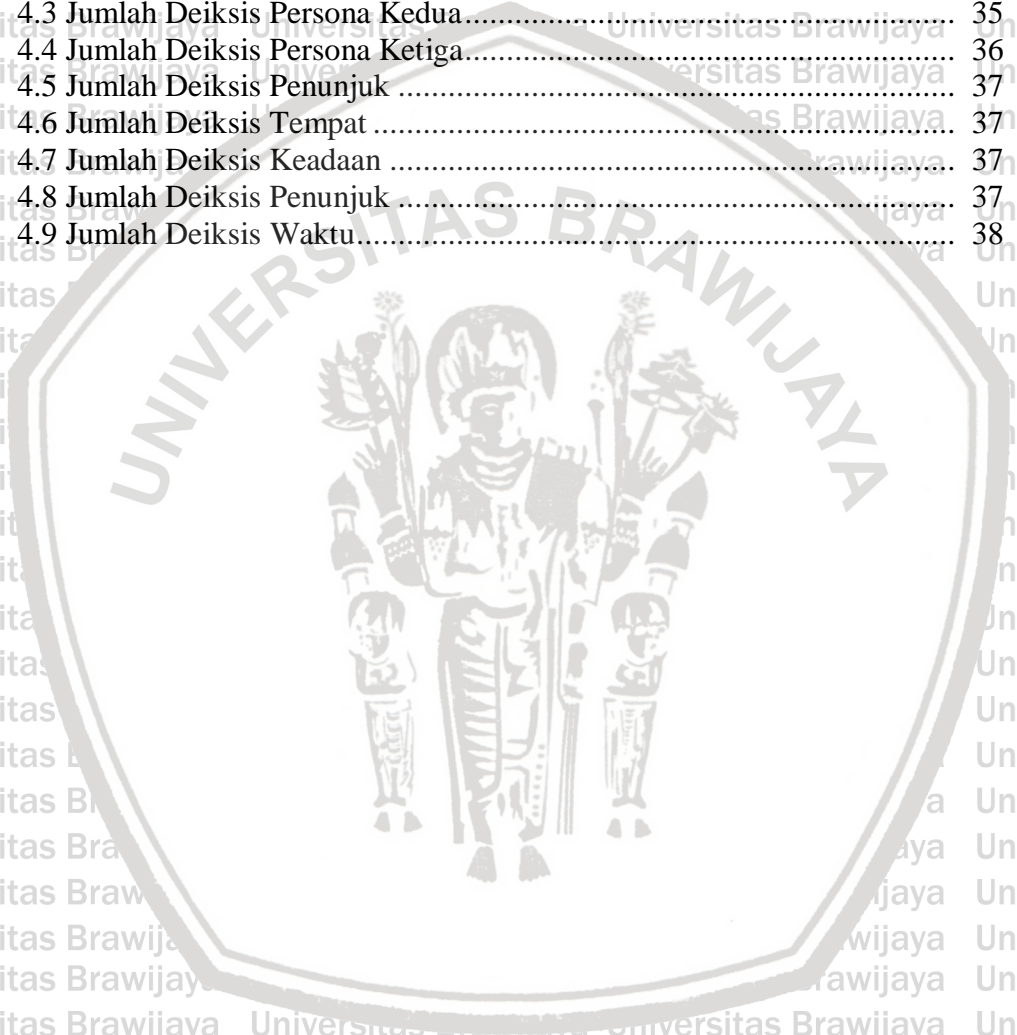 4.3 Jumlah Deiksis Persona Kedua.................................................. 35
4.4 Jumlah Deiksis Persona Ketiga.................................................. 36
4.5 Jumlah Deiksis Penunjuk .................................................. 37
4.6 Jumlah Deiksis Tempat .................................................. 37
4.7 Jumlah Deiksis Keadaan .................................................. 37
4.8 Jumlah Deiksis Penunjuk .................................................. 37
4.9 Jumlah Deiksis Waktu.................................................. 38
UNIVERSITAS BRAWIJAYA